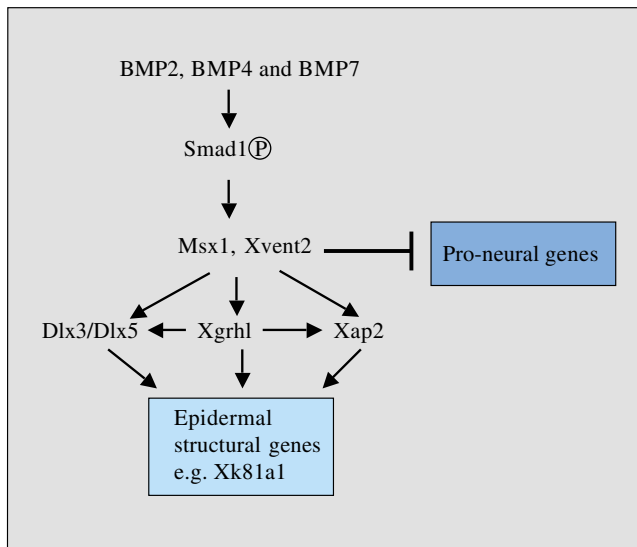 BMP2, BMP4 and BMP7
Smad1Ⓟ
Msx1, Xvent2
Pro-neural genes
Dlx3/Dlx5
Xgrhl
Xap2
Epidermal
structural genes
e.g. Xk81a1